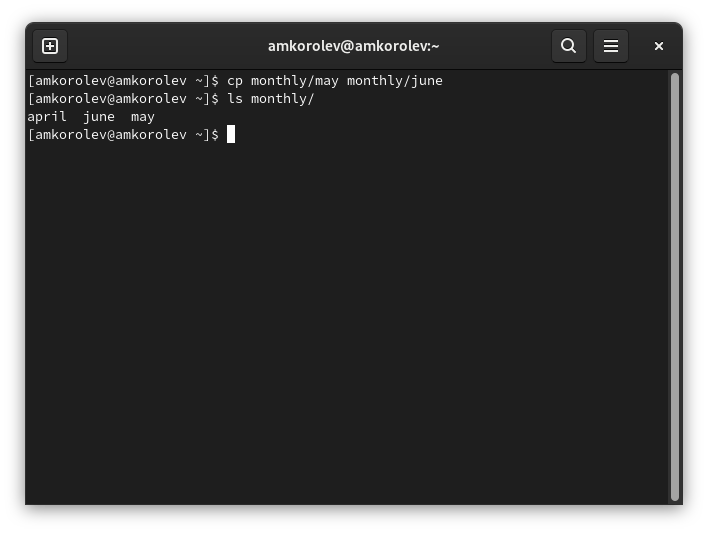 amkorolev@amkorolev:~
[amkorolev@amkorolev ~]$ cp monthly/may monthly/june
[amkorolev@amkorolev ~]$ ls monthly/
april  june  may
[amkorolev@amkorolev ~]$